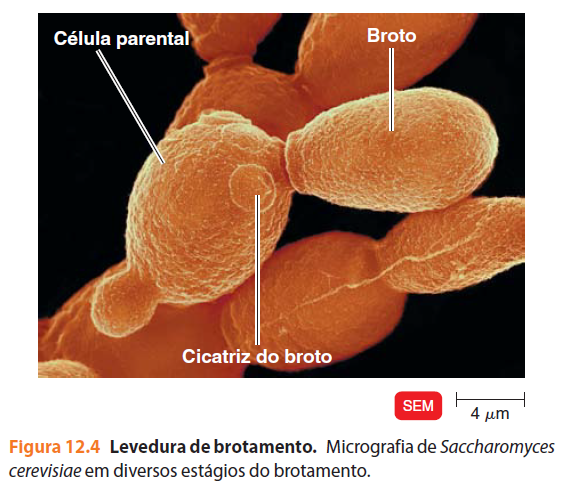 Célula parental
Broto
Cicatriz do broto
SEM
4 μm
Figura 12.4 Levedura de brotamento. Micrografia de Saccharomyces
cerevisiae em diversos estágios do brotamento.